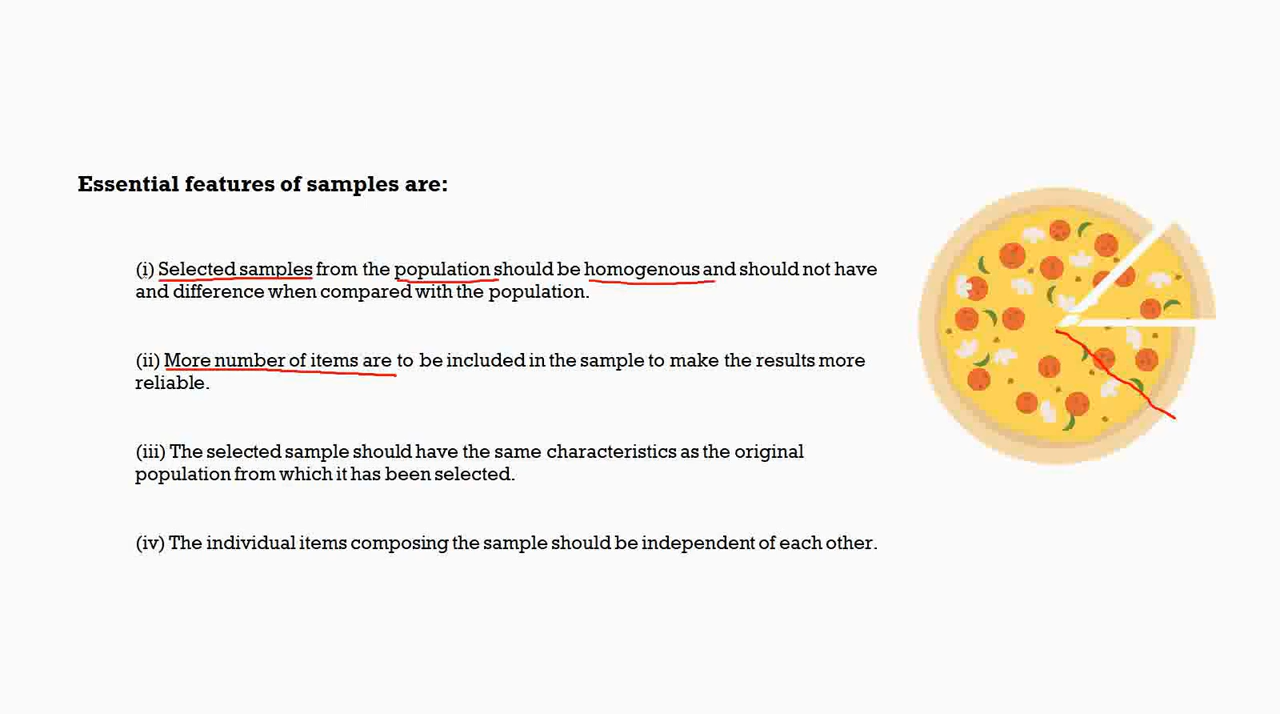 Essential features of samples are:
(i) Selected samples from the population should be homogenous and should not have
and difference when compared with the population.
(ii) More number of items are to be included in the sample to make the results more
reliable.
(iii) The selected sample should have the same characteristics as the original
population from which it has been selected.
(iv) The individual items composing the sample should be independent of each other.